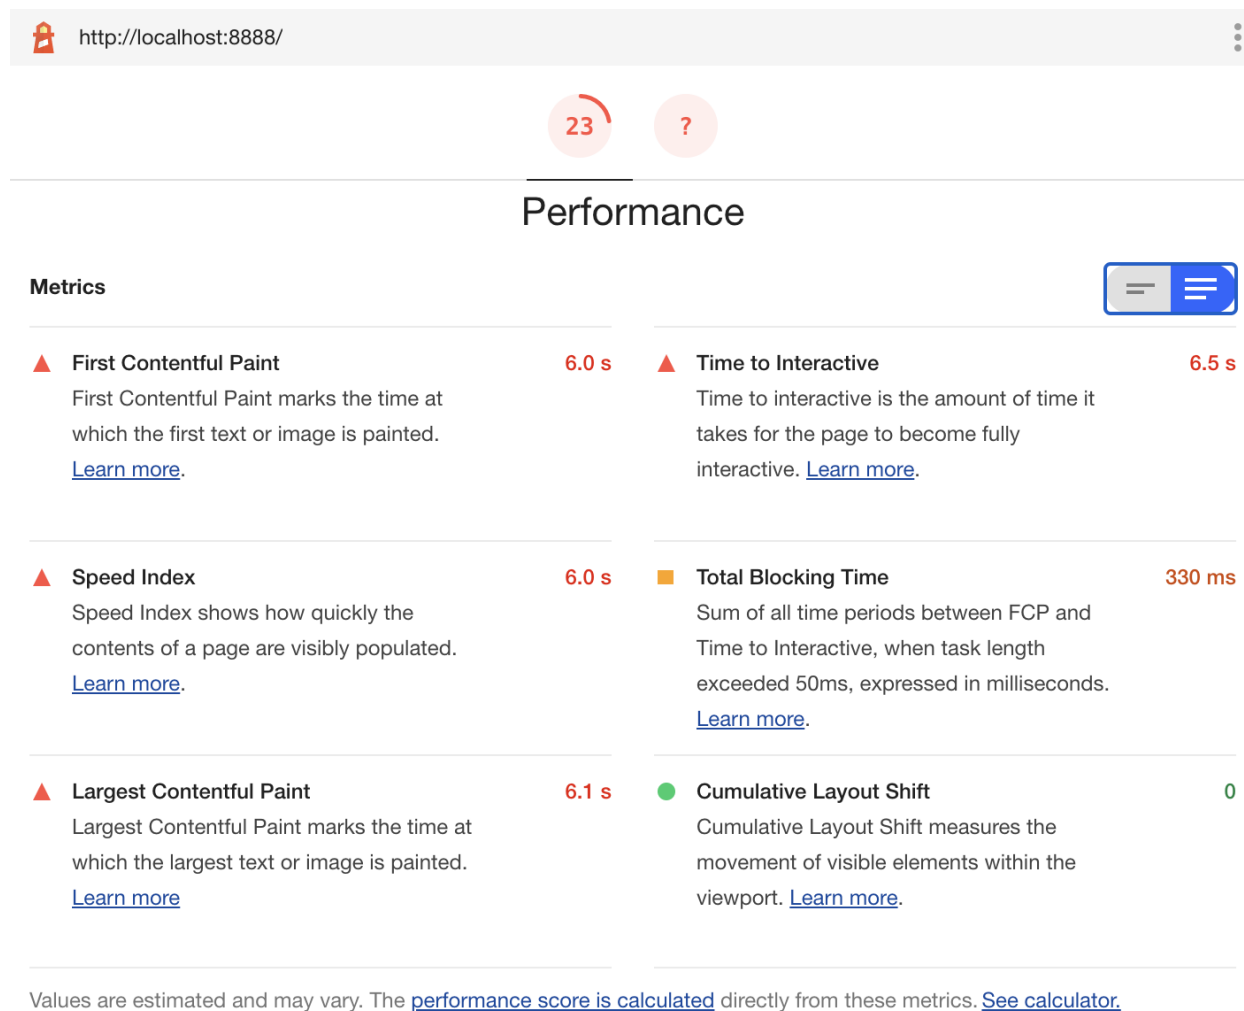 http://localhost:8888/
23
?
Performance
Metrics
First Contentful Paint
6.0 s
First Contentful Paint marks the time at
which the first text or image is painted.
Learn more.
Time to Interactive
6.5 s
Time to interactive is the amount of time it
takes for the page to become fully
interactive. Learn more.
Speed Index
6.0 s
Speed Index shows how quickly the
contents of a page are visibly populated.
Learn more.
Total Blocking Time
330 ms
Sum of all time periods between FCP and
Time to Interactive, when task length
exceeded 50ms, expressed in milliseconds.
Learn more.
Largest Contentful Paint
6.1 s
Largest Contentful Paint marks the time at
which the largest text or image is painted.
Learn more
Cumulative Layout Shift
0
Cumulative Layout Shift measures the
movement of visible elements within the
viewport. Learn more.
Values are estimated and may vary. The performance score is calculated directly from these metrics. See calculator.